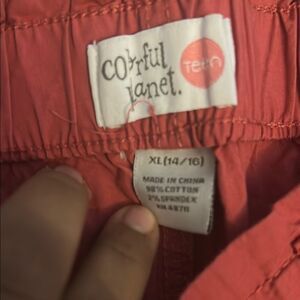 colorful
planet.
Teen
XL (14/16)
MADE IN CHINA
98% COTTON
2% SPANDEX